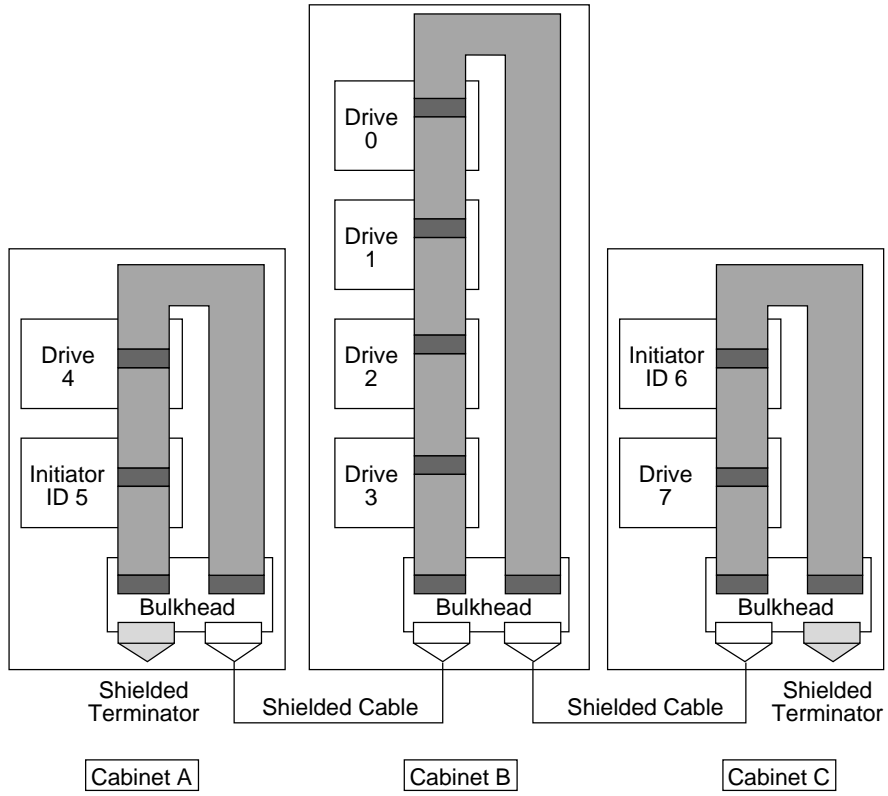 Drive
0
Drive
1
Drive
2
Drive
3
Drive
4
Initiator
ID 5
Initiator
ID 6
Drive
7
Bulkhead
Bulkhead
Bulkhead
Shielded
Terminator
Shielded Cable
Shielded Cable
Shielded
Terminator
Cabinet A
Cabinet B
Cabinet C